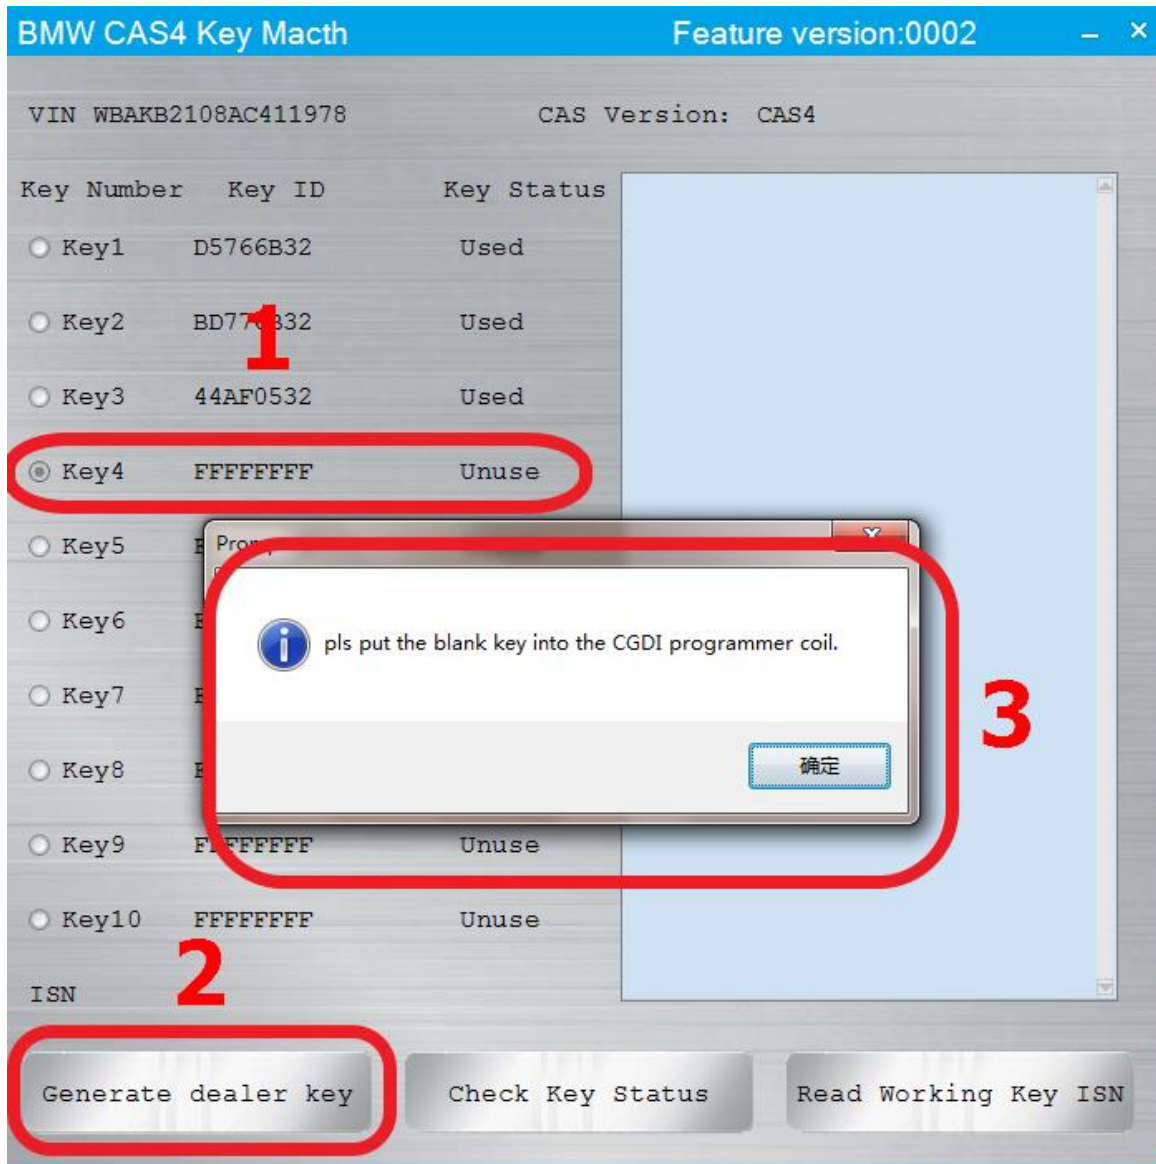 BMW CAS4 Key Macth Feature version:0002
VIN WBAKB2108AC411978 CAS Version: CAS4
Key Number Key ID Key Status
Key1 D5766B32 Used
1
Key2 Used
Key3 44AF0532 Used
Key4 FFFFFFFF Unuse
Key5
pls put the blank key into the CGDI programmer coil.
Key6
Key7
3
确定
Key8
Key9 FFFFFFFF Unuse
Key10 FFFFFFFF Unuse
2
ISN
Generate dealer key Check Key Status Read Working Key ISN